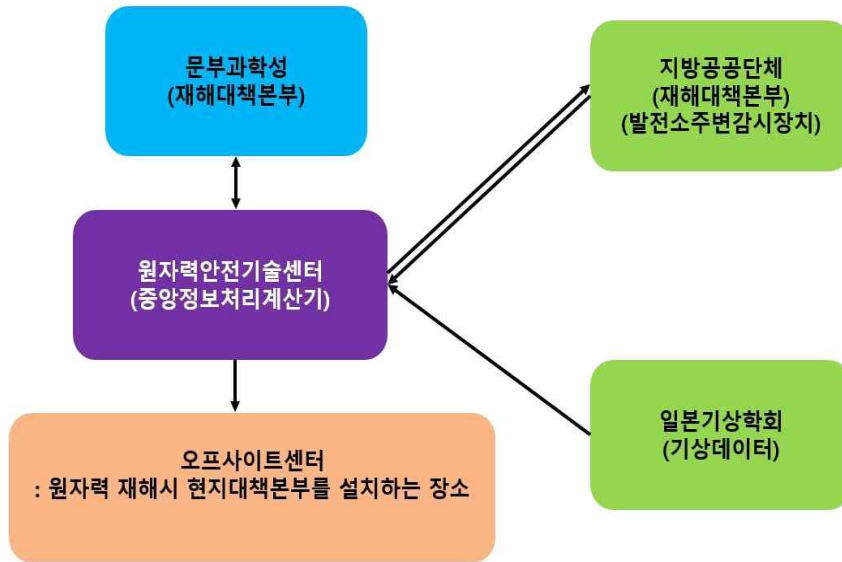 문부과학성
(재해대책본부)
지방공공단체
(재해대책본부)
(발전소주변감시장치)
원자력안전기술센터
(중앙정보처리계산기)
오프사이트센터
: 원자력 재해시 현지대책본부를 설치하는 장소
일본기상학회
(기상데이터)